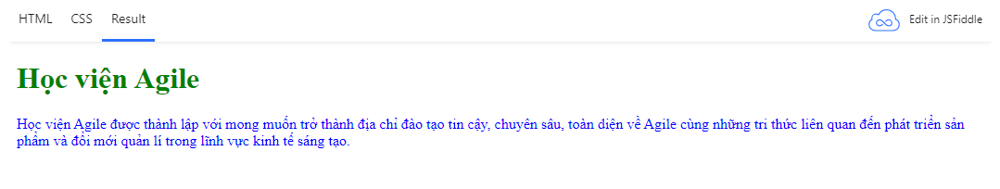 HTML CSS Result Edit in JSFiddle
Học viện Agile
Học viện Agile được thành lập với mong muốn trở thành địa chỉ đào tạo tin cậy, chuyên sâu, toàn diện về Agile cùng những tri thức liên quan đến phát triển sản
phẩm và đổi mới quản lí trong lĩnh vực kinh tế sáng tạo.